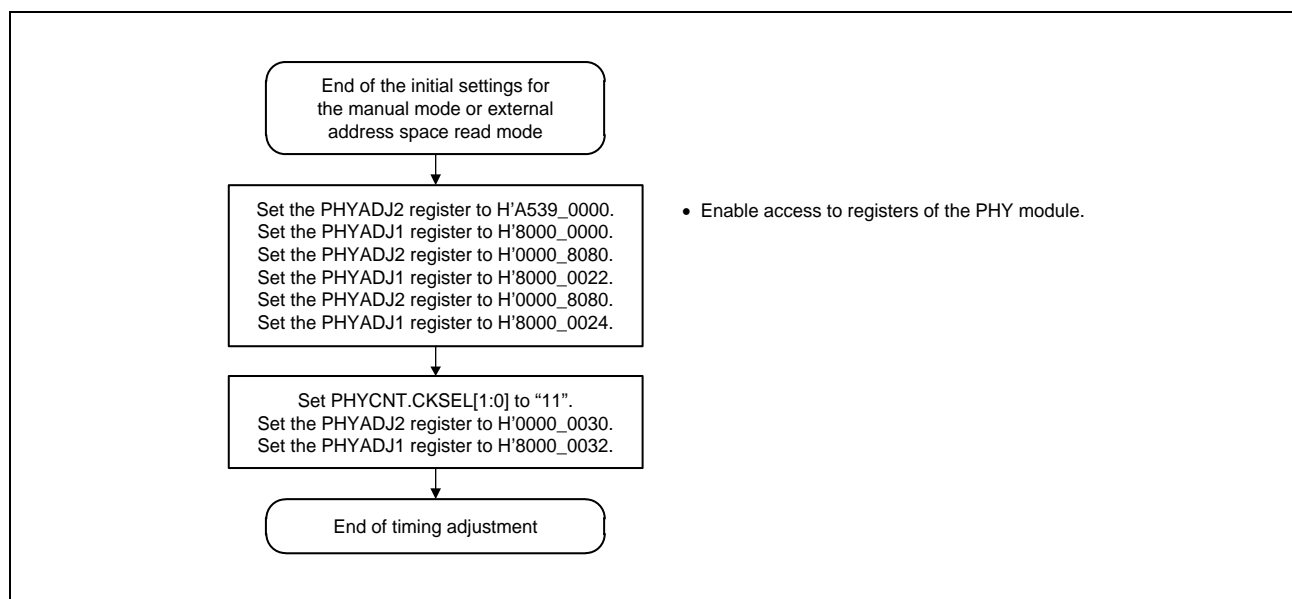 End of the initial settings for
the manual mode or external
address space read mode
Set the PHYADJ2 register to H'A539_0000.
Set the PHYADJ1 register to H'8000_0000.
Set the PHYADJ2 register to H'0000_8080.
Set the PHYADJ1 register to H'8000_0022.
Set the PHYADJ2 register to H'0000_8080.
Set the PHYADJ1 register to H'8000_0024.
• Enable access to registers of the PHY module.
Set PHYCNT.CKSEL[1:0] to “11”.
Set the PHYADJ2 register to H'0000_0030.
Set the PHYADJ1 register to H'8000_0032.
End of timing adjustment